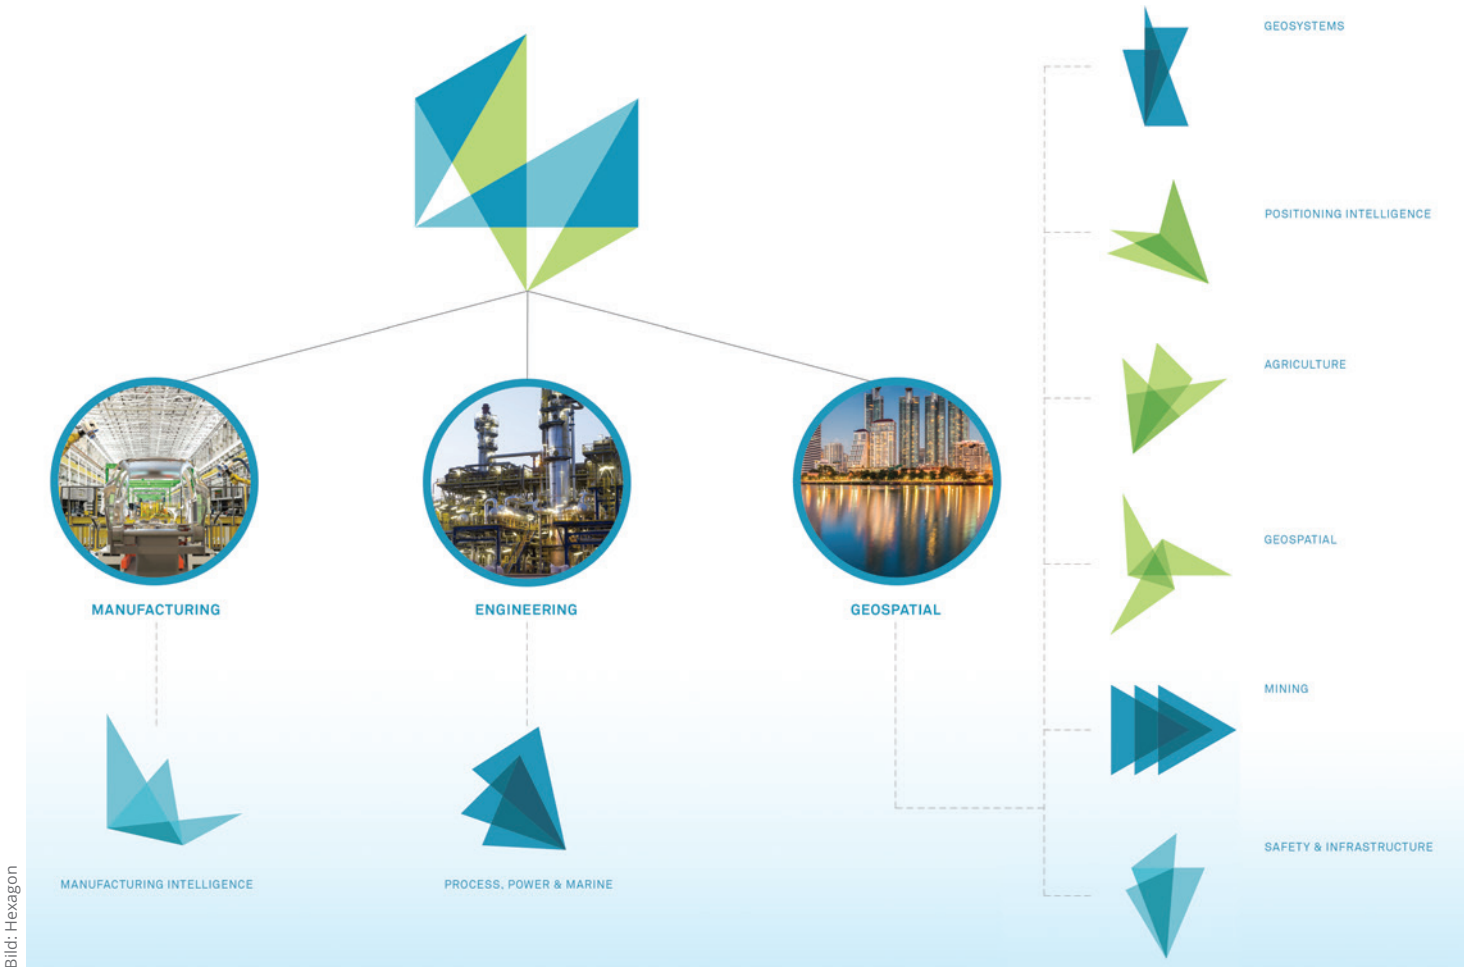 GEOSYSTEMS
POSITIONING INTELLIGENCE
AGRICULTURE
GEOSPATIAL
MINING
SAFETY & INFRASTRUCTURE
MANUFACTURING
ENGINEERING
GEOSPATIAL
MANUFACTURING INTELLIGENCE
PROCESS, POWER & MARINE
Bild: Hexagon